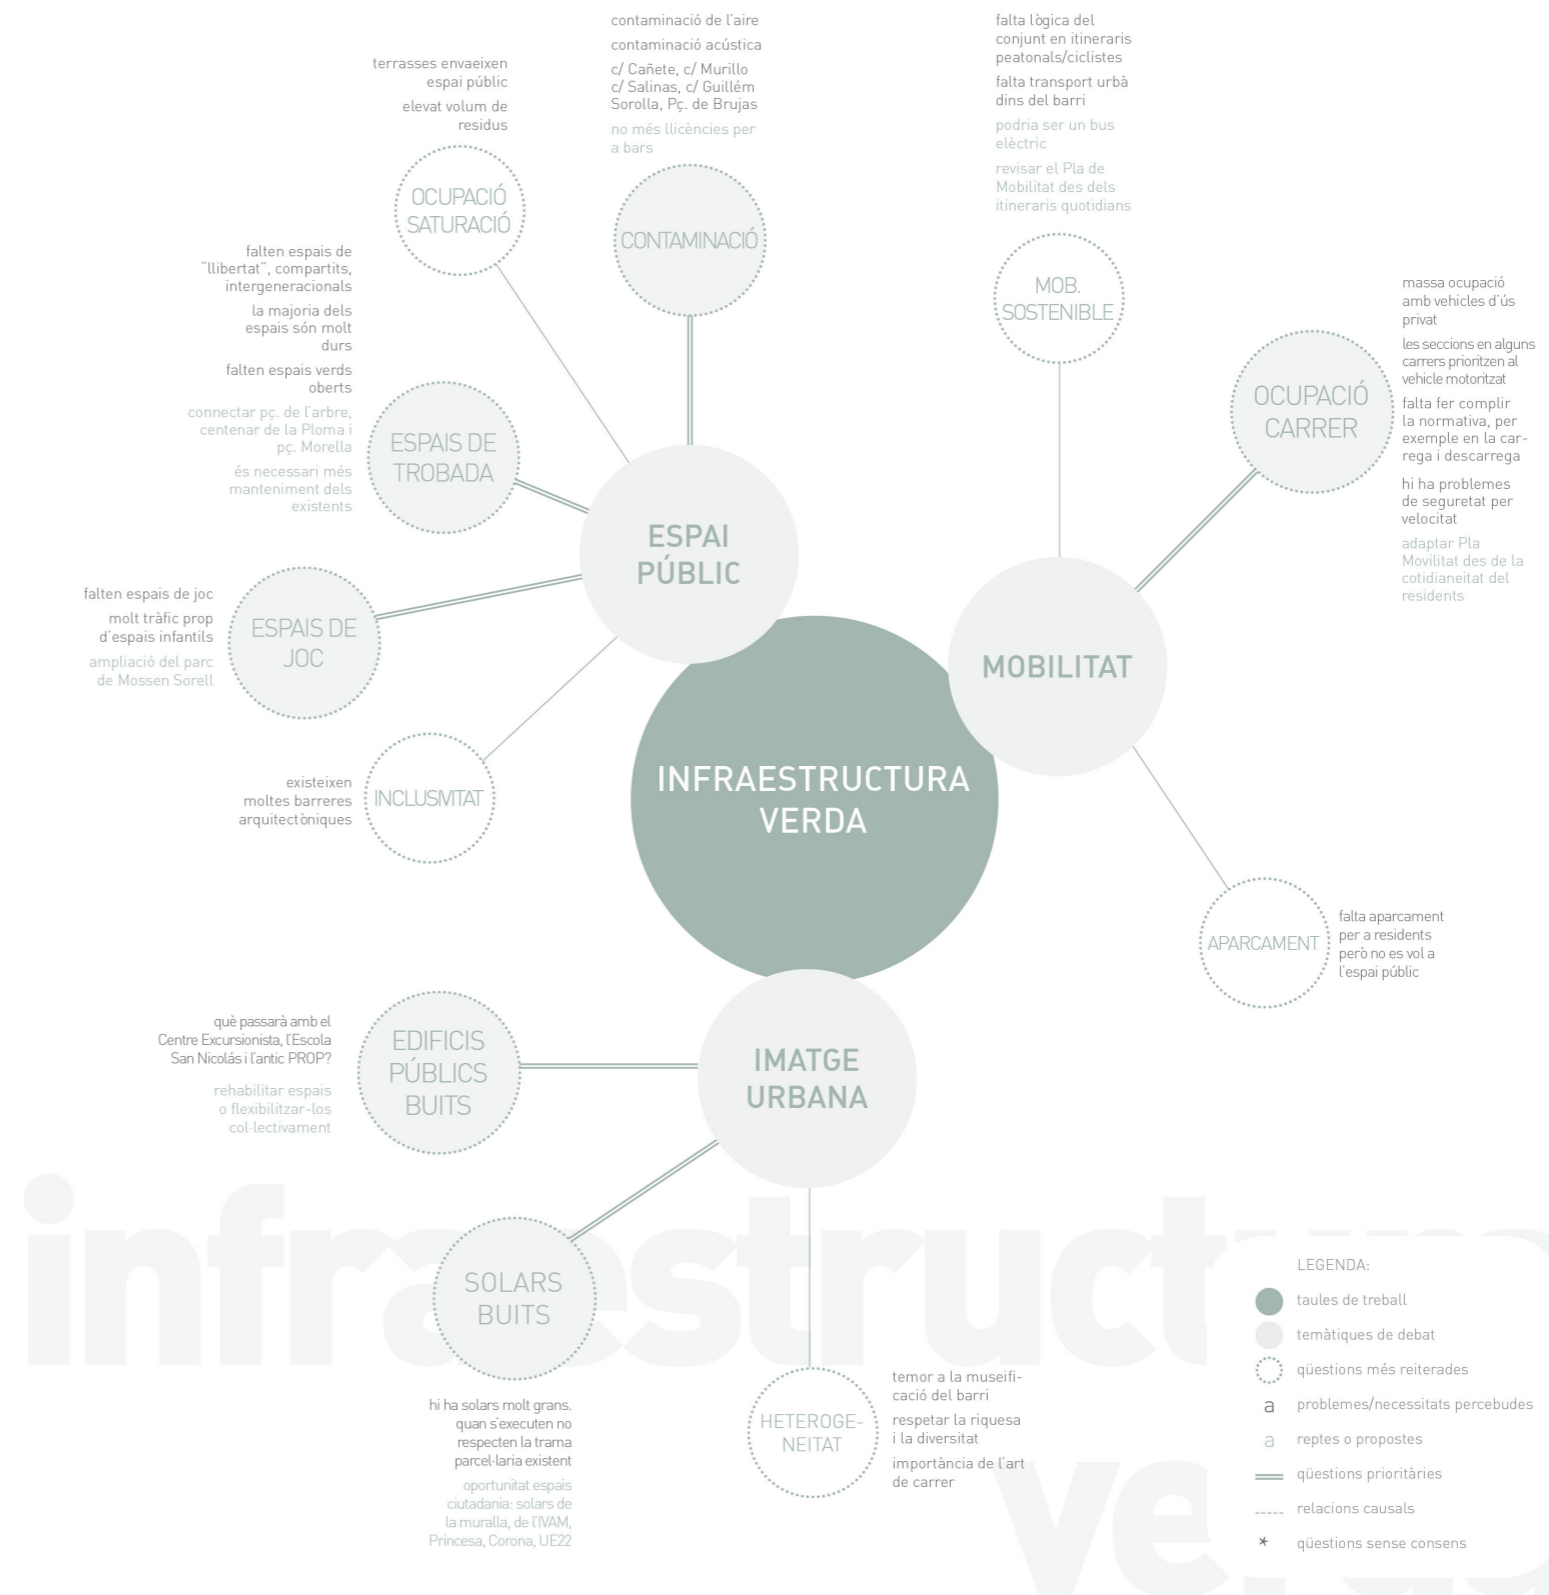 contaminació de l'aire
contaminació acústica
c/ Cañete, c/ Murillo
c/ Salinas, c/ Guillém
Sorolla, Pç. de Brujas
no més llicències per
a bars
falta lògica del
conjunt en itineraris
peatonals/ciclistes
falta transport urbà
dins del barri
podria ser un bus
elèctric
revisar el Pla de
Mobilitat des dels
itineraris quotidians
terrasses envaeixen
espai públic
elevat volum de
residus
OCUPACIÓ
SATURACIÓ
CONTAMINACIÓ
MOB.
SOSTENIBLE
falten espais de
"llibertat", compartits,
intergeneracionals
la majoria dels
espais són molt
durs
falten espais verds
oberts
connectar pç. de l'arbre,
centenar de la Ploma i
pç. Morella
és necessari més
manteniment dels
existents
ESPAIS DE
TROBADA
massa ocupació
amb vehicles d'ús
privat
les seccions en alguns
carrers prioritzen al
vehicle motoritzat
falta fer complir
la normativa, per
exemple en la car-
rega i descarrega
hi ha problemes
de seguretat per
velocitat
adaptar Pla
Movilitat des de la
cotidianeitat del
residents
OCUPACIÓ
CARRER
ESPAI
PÚBLIC
MOBILITAT
falten espais de joc
molt tràfic prop
d'espais infantils
ampliació del parc
de Mossen Sorell
ESPAIS DE
JOC
INFRAESTRUCTURA
VERDA
existeixen
moltes barreres
arquitectòniques
INCLUSIVITAT
APARCAMENT
falta aparcament
per a residents
però no es vol a
l'espai públic
què passarà amb el
Centre Excursionista, l'Escola
San Nicolás i l'antic PROP?
rehabilitar espais
o flexibilitzar-los
col·lectivament
EDIFICIS
PÚBLICS
BUITS
IMATGE
URBANA
SOLARS
BUITS
hi ha solars molt grans.
quan s'executen no
respecten la trama
parcel·laria existent
oportunitat espais
ciutadania: solars de
la muralla, de l'IVAM,
Princesa, Corona, UE22
HETEROGE-
NEITAT
temor a la museifi-
cació del barri
respetar la riquesa
i la diversitat
importància de l'art
de carrer
infraestructura
verda
LEGENDA:
taules de treball
temàtiques de debat
qüestions més reiterades
a problemes/necessitats percebudes
a reptes o propostes
qüestions prioritàries
relacions causals
* qüestions sense consens